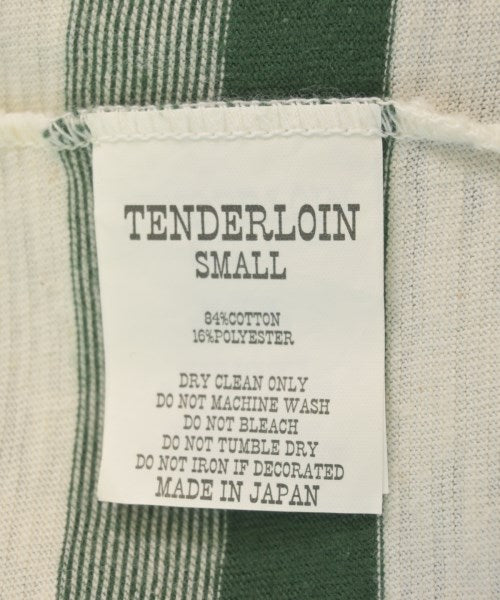 TENDERLOIN
SMALL
84%COTTON
16%POLYESTER
DRY CLEAN ONLY
DO NOT MACHINE WASH
DO NOT BLEACH
DO NOT TUMBLE DRY
DO NOT IRON IF DECORATED
MADE IN JAPAN